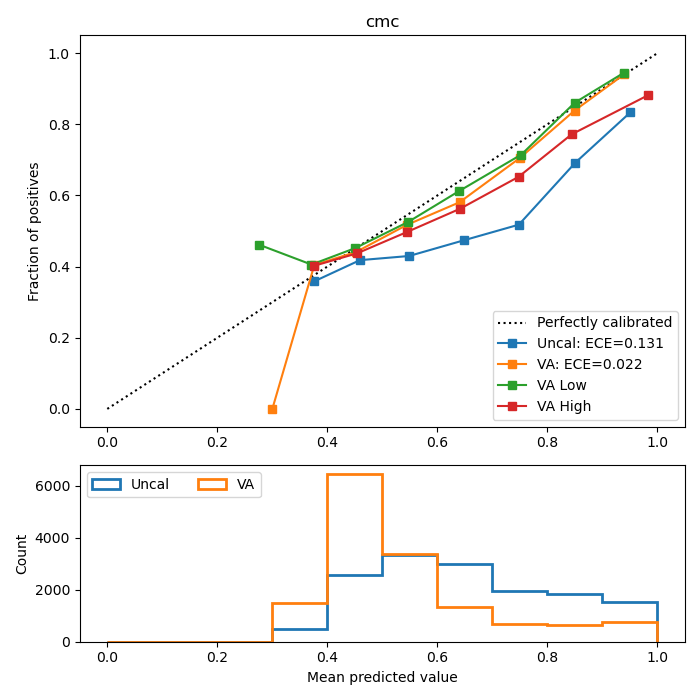 cmc
1.0
0.8
0.6
0.4
0.2
0.0
Fraction of positives
Perfectly calibrated
Uncal: ECE=0.131
VA: ECE=0.022
VA Low
VA High
0.0 0.2 0.4 0.6 0.8 1.0
Uncal VA
6000
4000
2000
0
Count
0.0 0.2 0.4 0.6 0.8 1.0
Mean predicted value